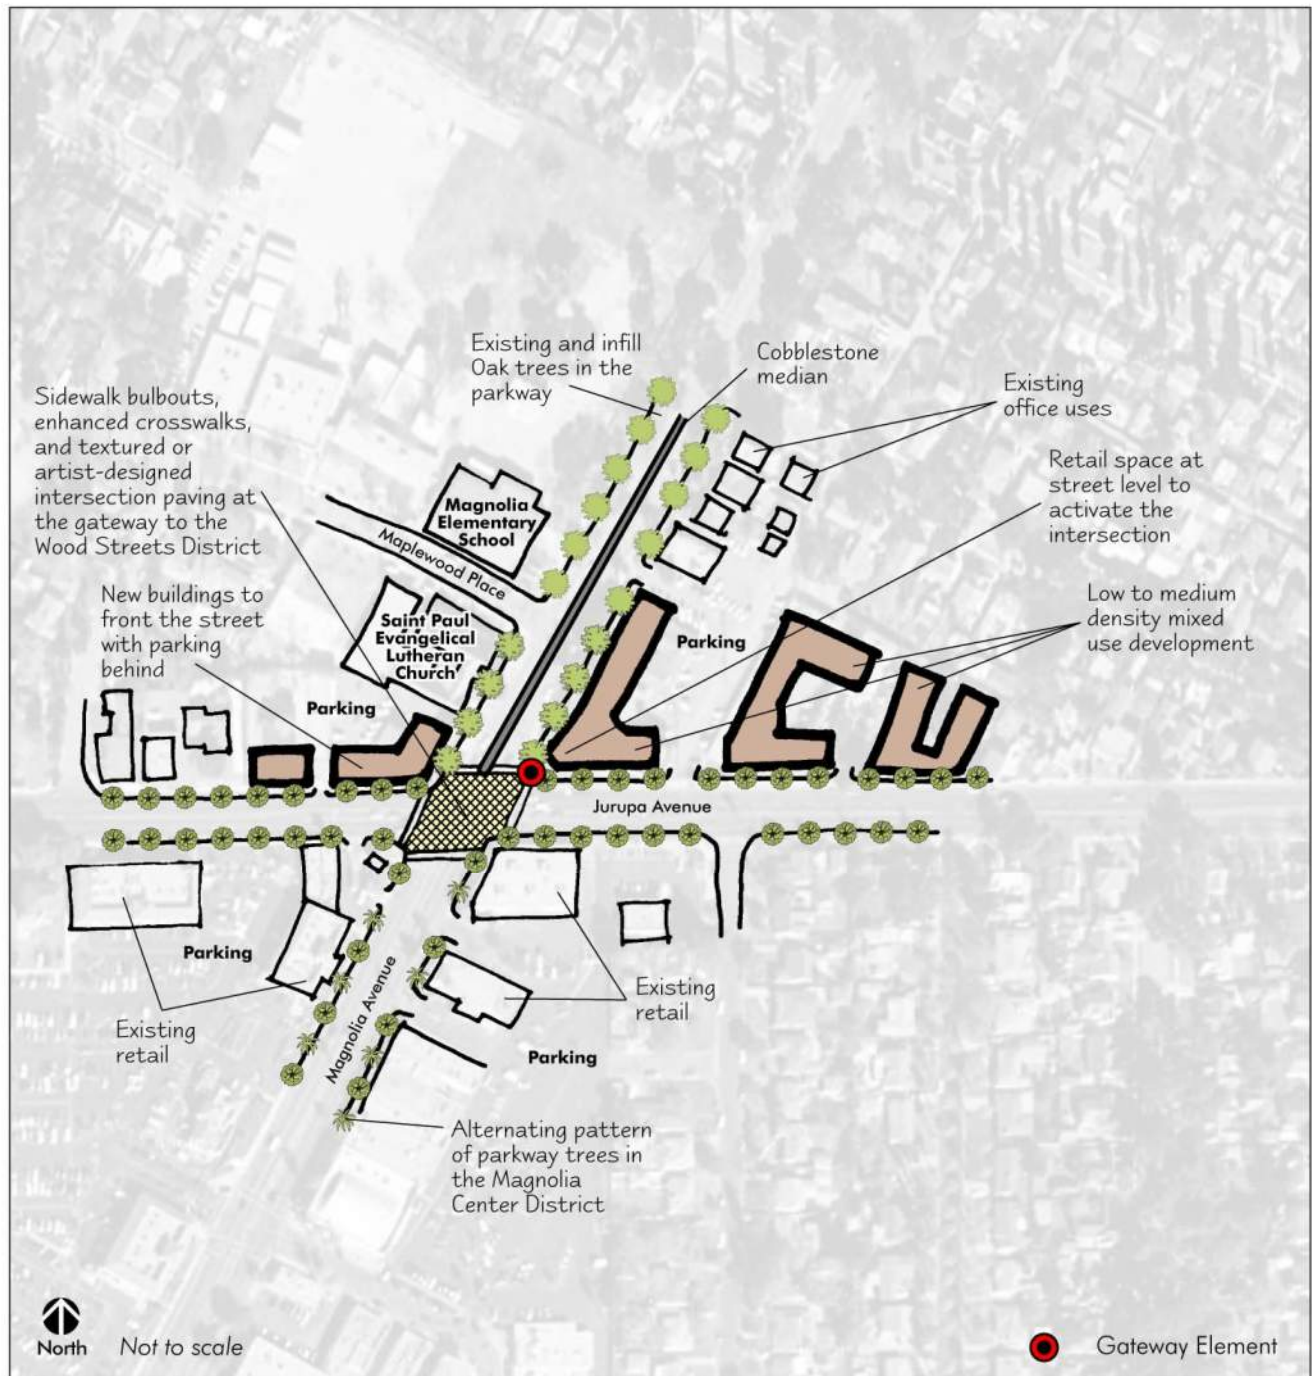 Existing and infill
Oak trees in the
parkway
Cobblestone
median
Existing
office uses
Sidewalk bulbouts,
enhanced crosswalks,
and textured or
artist-designed
intersection paving at
the gateway to the
Wood Streets District
Retail space at
street level to
activate the
intersection
Magnolia
Elementary
School
Maplewood Place
New buildings to
front the street
with parking
behind
Saint Paul
Evangelical
Lutheran
Church
Parking
Low to medium
density mixed
use development
Parking
Jurupa Avenue
Parking
Magnolia Avenue
Existing
retail
Existing
retail
Parking
Alternating pattern
of parkway trees in
the Magnolia
Center District
North
Not to scale
Gateway Element